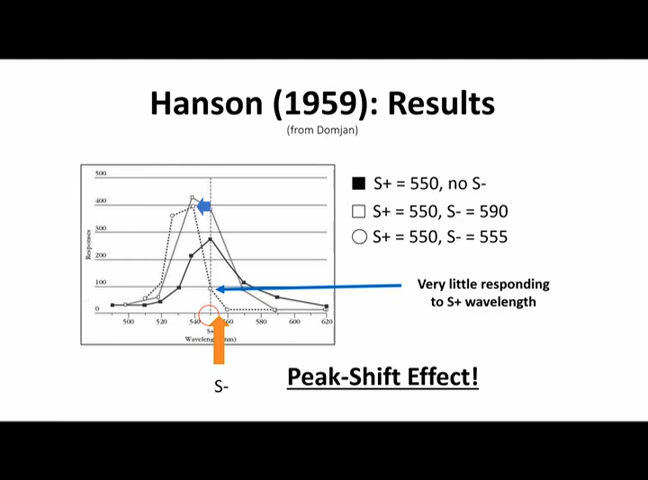 Hanson (1959): Results
(from Domjan)
500
400
300
200
100
0
Responses
500
520
540
560
580
600
620
S+
Wavelength (nm)
S+ = 550, no S-
S+ = 550, S- = 590
S+ = 550, S- = 555
Very little responding
to S+ wavelength
S-
Peak-Shift Effect!